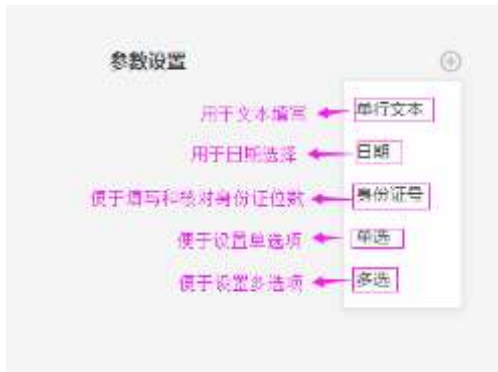 参数设置
用于文本填写 单行文本
用于日期选择 日期
便于填写和核对身份证位数 身份证号
便于设置单选项 单选
便于设置多选项 多选